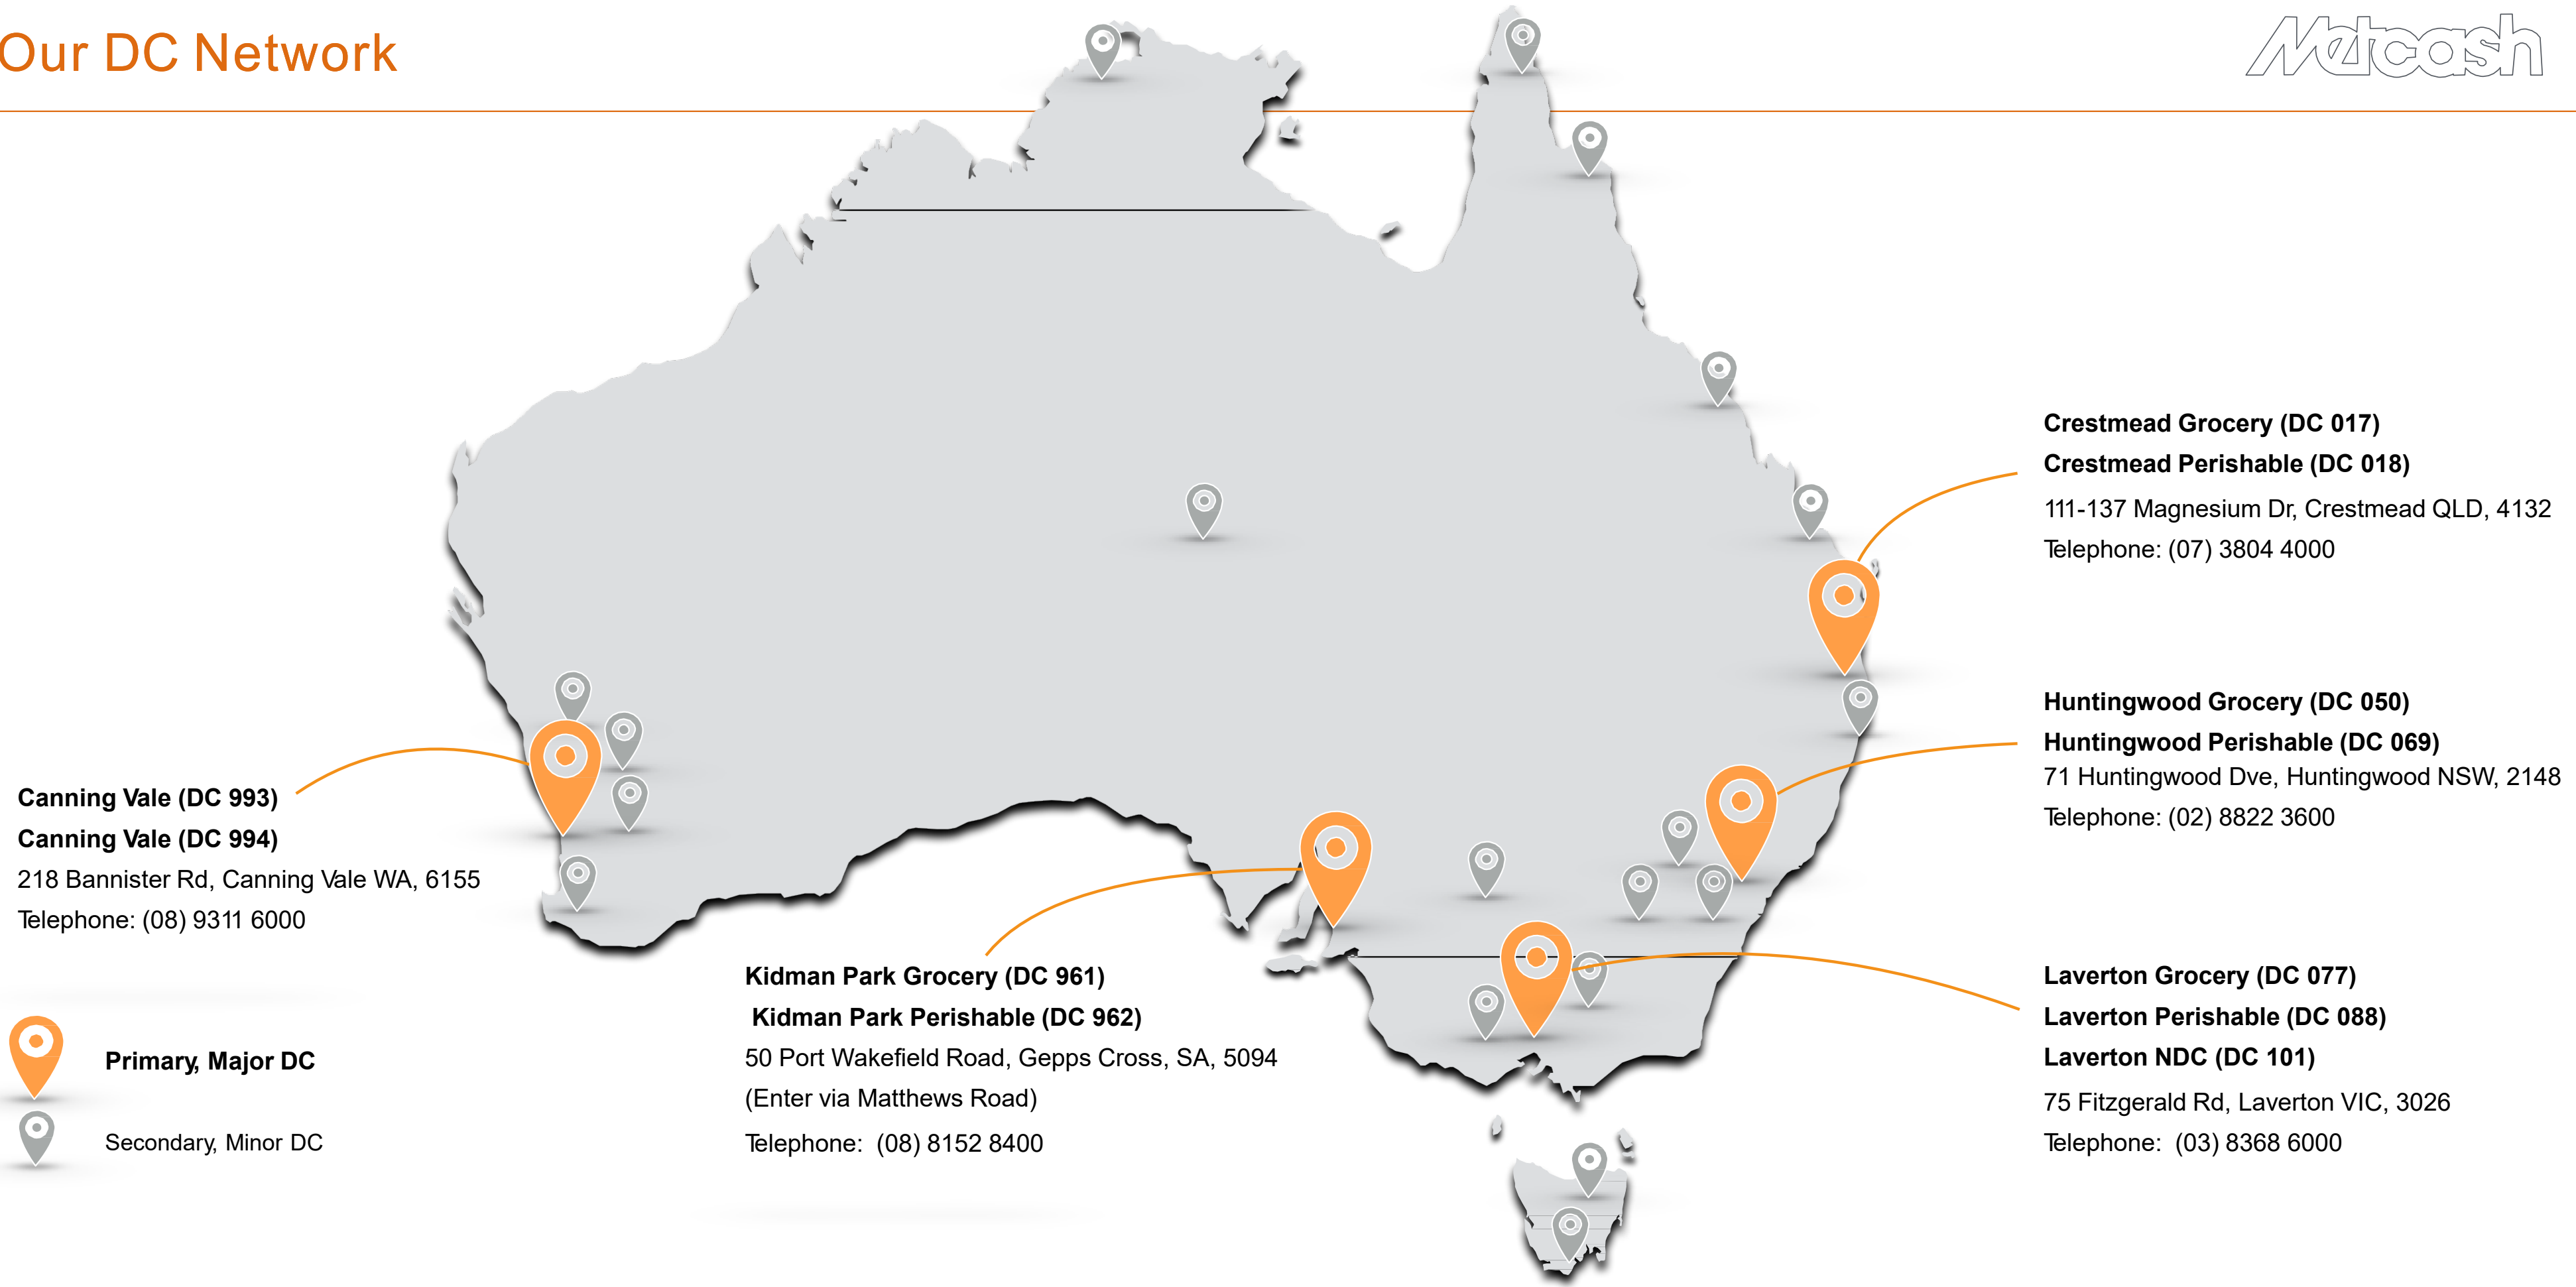 Our DC Network
Metcash
Crestmead Grocery (DC 017)
Crestmead Perishable (DC 018)
111-137 Magnesium Dr, Crestmead QLD, 4132
Telephone: (07) 3804 4000
Huntingwood Grocery (DC 050)
Huntingwood Perishable (DC 069)
71 Huntingwood Dve, Huntingwood NSW, 2148
Telephone: (02) 8822 3600
Canning Vale (DC 993)
Canning Vale (DC 994)
218 Bannister Rd, Canning Vale WA, 6155
Telephone: (08) 9311 6000
Kidman Park Grocery (DC 961)
Kidman Park Perishable (DC 962)
50 Port Wakefield Road, Gepps Cross, SA, 5094
(Enter via Matthews Road)
Telephone: (08) 8152 8400
Laverton Grocery (DC 077)
Laverton Perishable (DC 088)
Laverton NDC (DC 101)
75 Fitzgerald Rd, Laverton VIC, 3026
Telephone: (03) 8368 6000
Primary, Major DC
Secondary, Minor DC